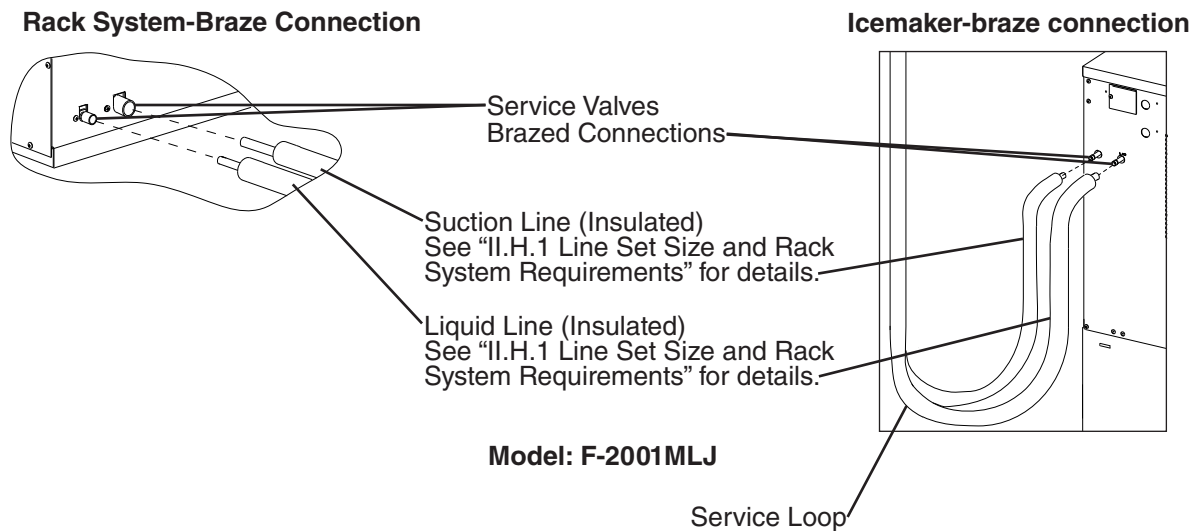 Rack System-Braze Connection
Icemaker-braze connection
Service Valves
Brazed Connections
Suction Line (Insulated)
See “II.H.1 Line Set Size and Rack
System Requirements” for details.
Liquid Line (Insulated)
See “II.H.1 Line Set Size and Rack
System Requirements” for details.
Model: F-2001MLJ
Service Loop